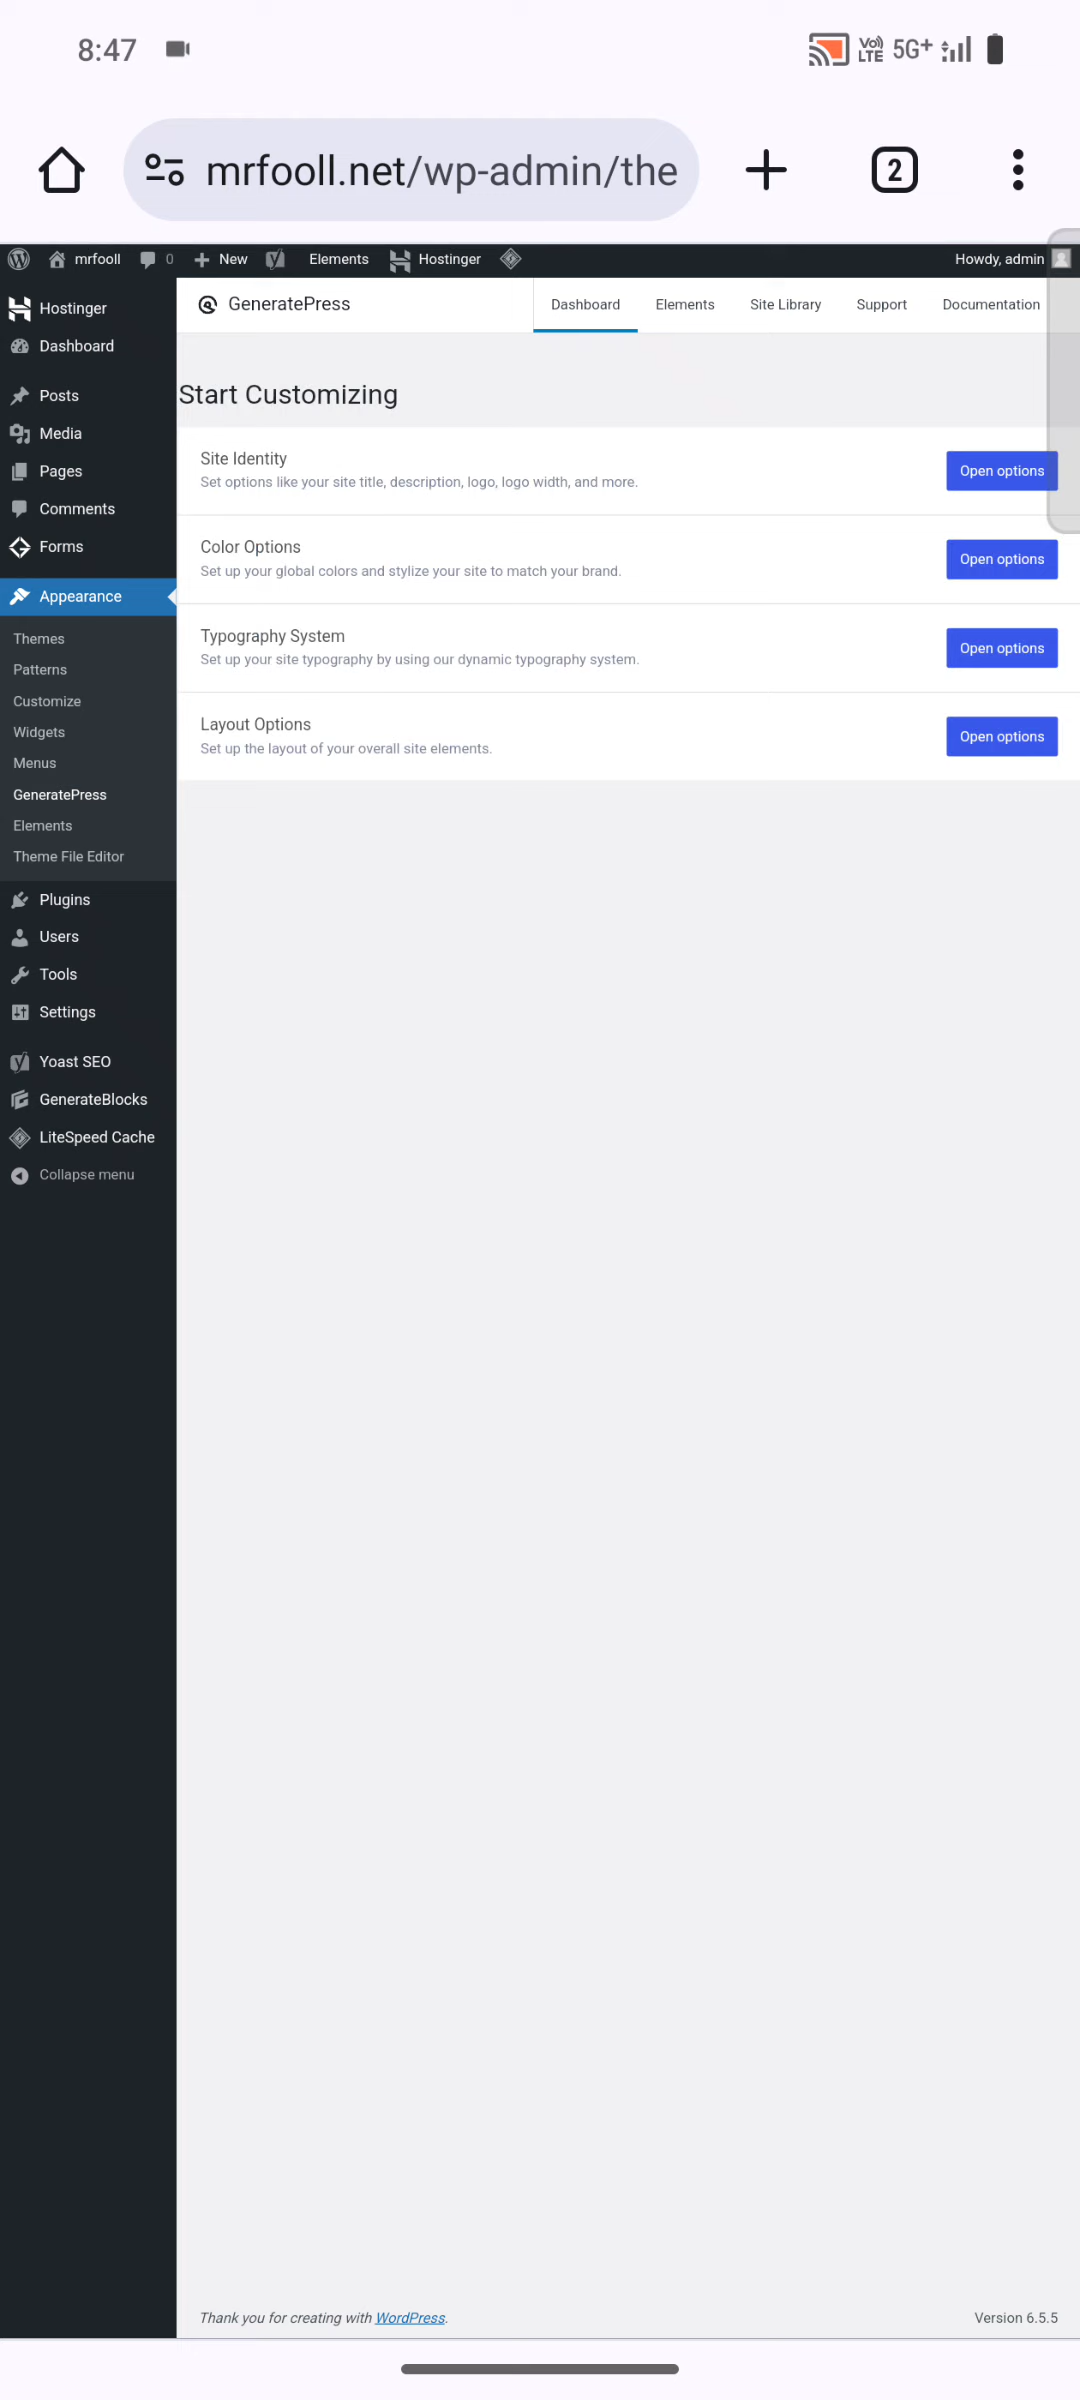 8:47
Vo)) LTE 5G+
mrfooll.net/wp-admin/the
2
mrfooll 0 New Elements Hostinger Howdy, admin
Hostinger
Dashboard
Posts
Media
Pages
Comments
Forms
Appearance
Themes
Patterns
Customize
Widgets
Menus
GeneratePress
Elements
Theme File Editor
Plugins
Users
Tools
Settings
Yoast SEO
GenerateBlocks
LiteSpeed Cache
Collapse menu
GeneratePress Dashboard Elements Site Library Support Documentation
Start Customizing
Site Identity
Set options like your site title, description, logo, logo width, and more.
Open options
Color Options
Set up your global colors and stylize your site to match your brand.
Open options
Typography System
Set up your site typography by using our dynamic typography system.
Open options
Layout Options
Set up the layout of your overall site elements.
Open options
Thank you for creating with WordPress. Version 6.5.5